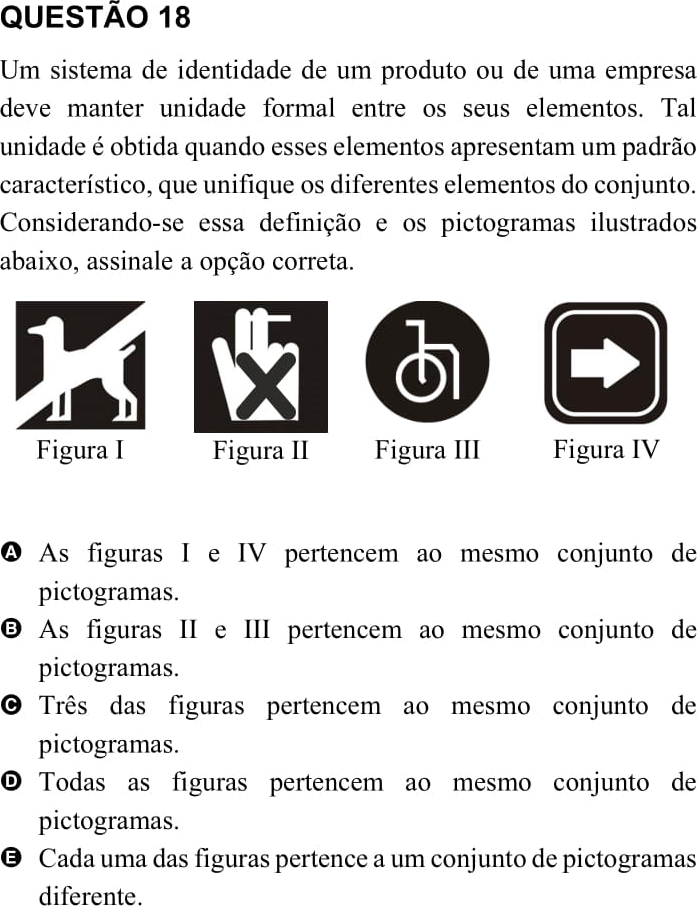 QUESTÃO 18
Um sistema de identidade de um produto ou de uma empresa
deve manter unidade formal entre os seus elementos. Tal
unidade é obtida quando esses elementos apresentam um padrão
característico, que unifique os diferentes elementos do conjunto.
Considerando-se essa definição e os pictogramas ilustrados
abaixo, assinale a opção correta.
Figura I Figura II Figura III Figura IV
A As figuras I e IV pertencem ao mesmo conjunto de
pictogramas.
B As figuras II e III pertencem ao mesmo conjunto de
pictogramas.
C Três das figuras pertencem ao mesmo conjunto de
pictogramas.
D Todas as figuras pertencem ao mesmo conjunto de
pictogramas.
E Cada uma das figuras pertence a um conjunto de pictogramas
diferente.